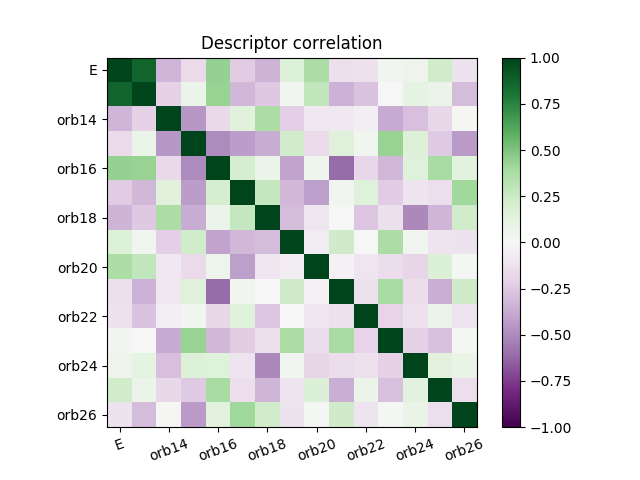 Descriptor correlation
E
orb14
orb16
orb18
orb20
orb22
orb24
orb26
E
orb14
orb16
orb18
orb20
orb22
orb24
orb26
1.00
0.75
0.50
0.25
0.00
−0.25
−0.50
−0.75
−1.00